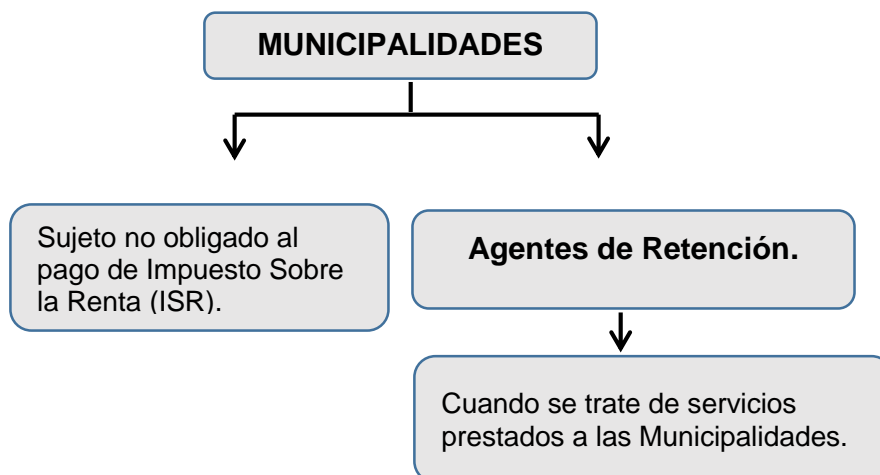 MUNICIPALIDADES
Sujeto no obligado al
pago de Impuesto Sobre
la Renta (ISR).
Agentes de Retención.
Cuando se trate de servicios
prestados a las Municipalidades.